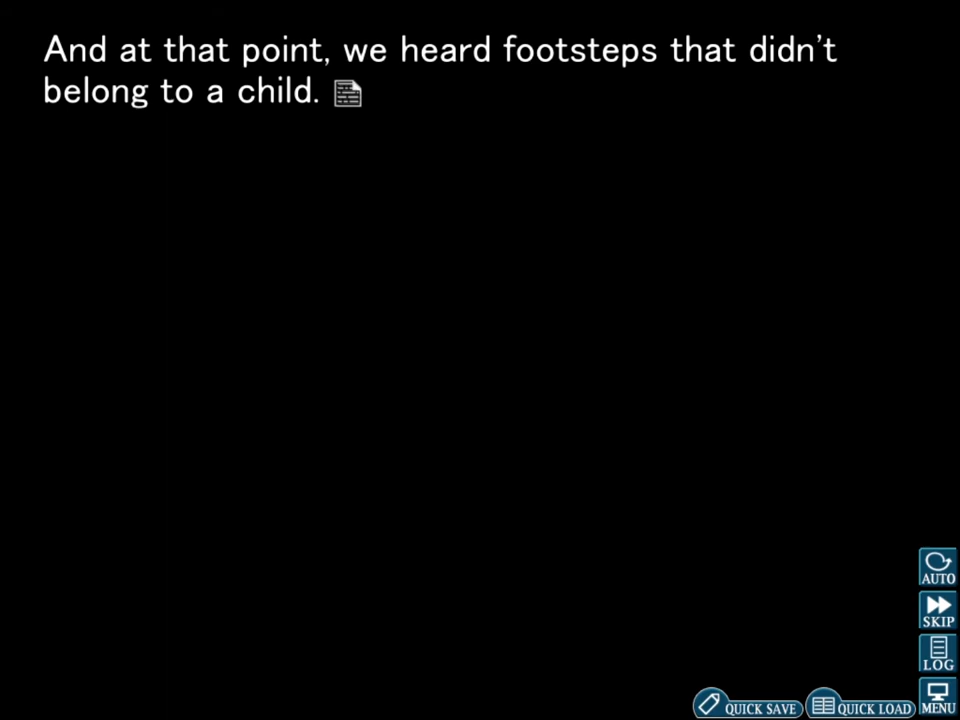 And at that point, we heard footsteps that didn't
belong to a child.
AUTO
SKIP
LOG
MENU
QUICK SAVE
QUICK LOAD